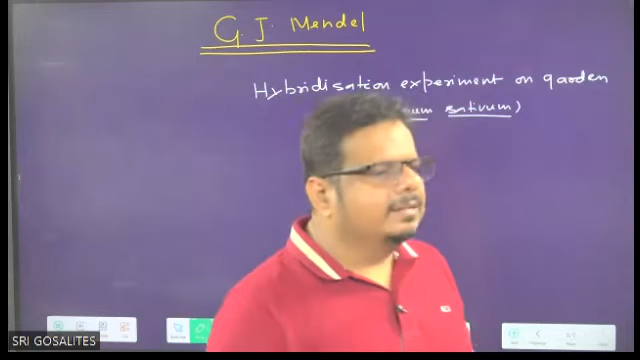 G.J. Mendel
Hybridisation experiment on garden
sativum)
SRI GOSALITES